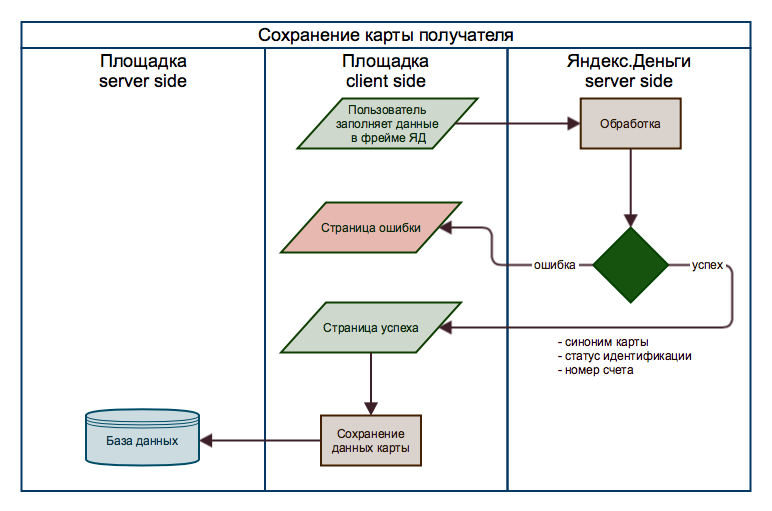 Сохранение карты получателя
Площадка
server side
Площадка
client side
Яндекс.Деньги
server side
Пользователь
заполняет данные
в фрейме ЯД
Обработка
Страница ошибки
ошибка
успех
Страница успеха
- синоним карты
- статус идентификации
- номер счета
База данных
Сохранение
данных карты